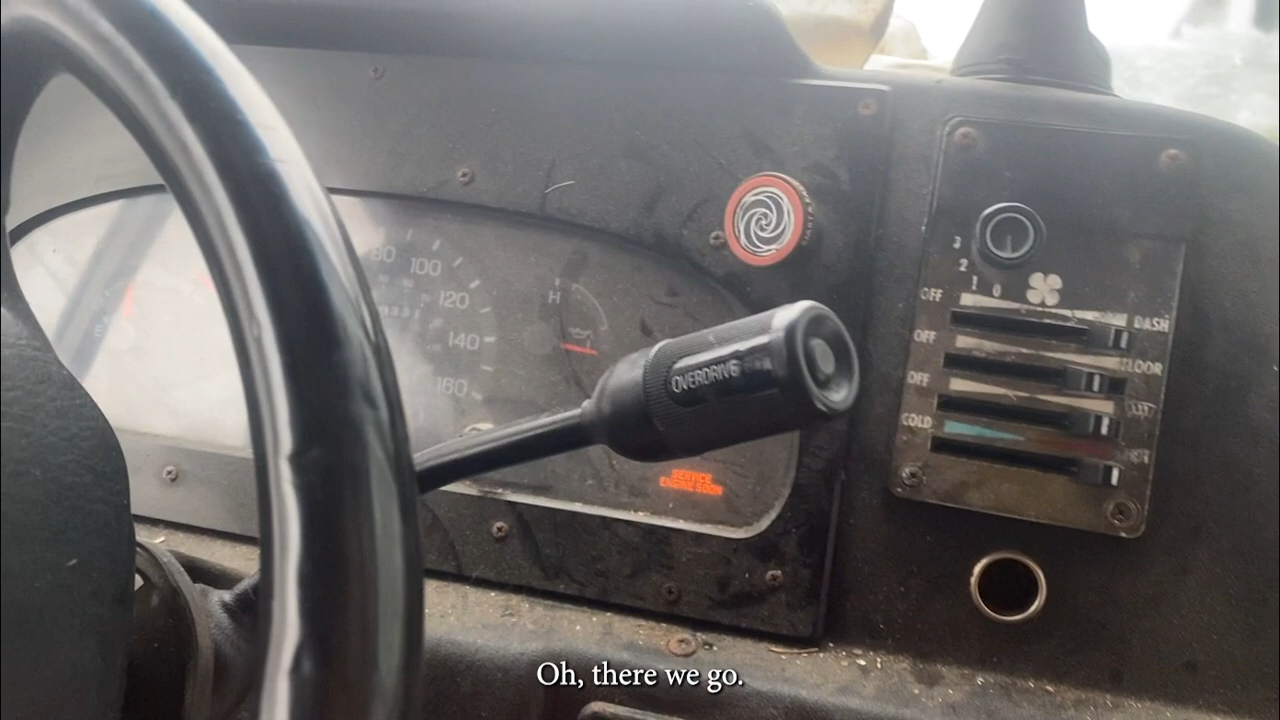 80
100
120
140
160
H
OVERDRIVE
SERVICE
ENGINE SOON
3
2
1
0
OFF
DASH
OFF
FLOOR
OFF
COLD
HOT
Oh, there we go.